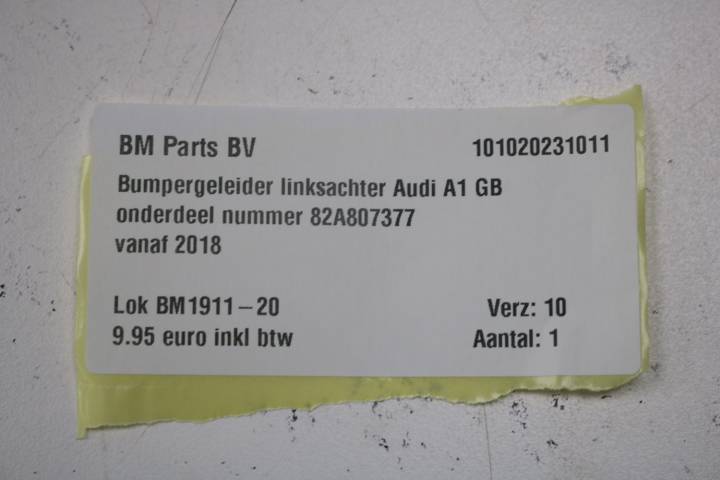 BM Parts BV 101020231011
Bumpergeleider linksachter Audi A1 GB
onderdeel nummer 82A807377
vanaf 2018
Lok BM1911-20 Verz: 10
9.95 euro inkl btw Aantal: 1